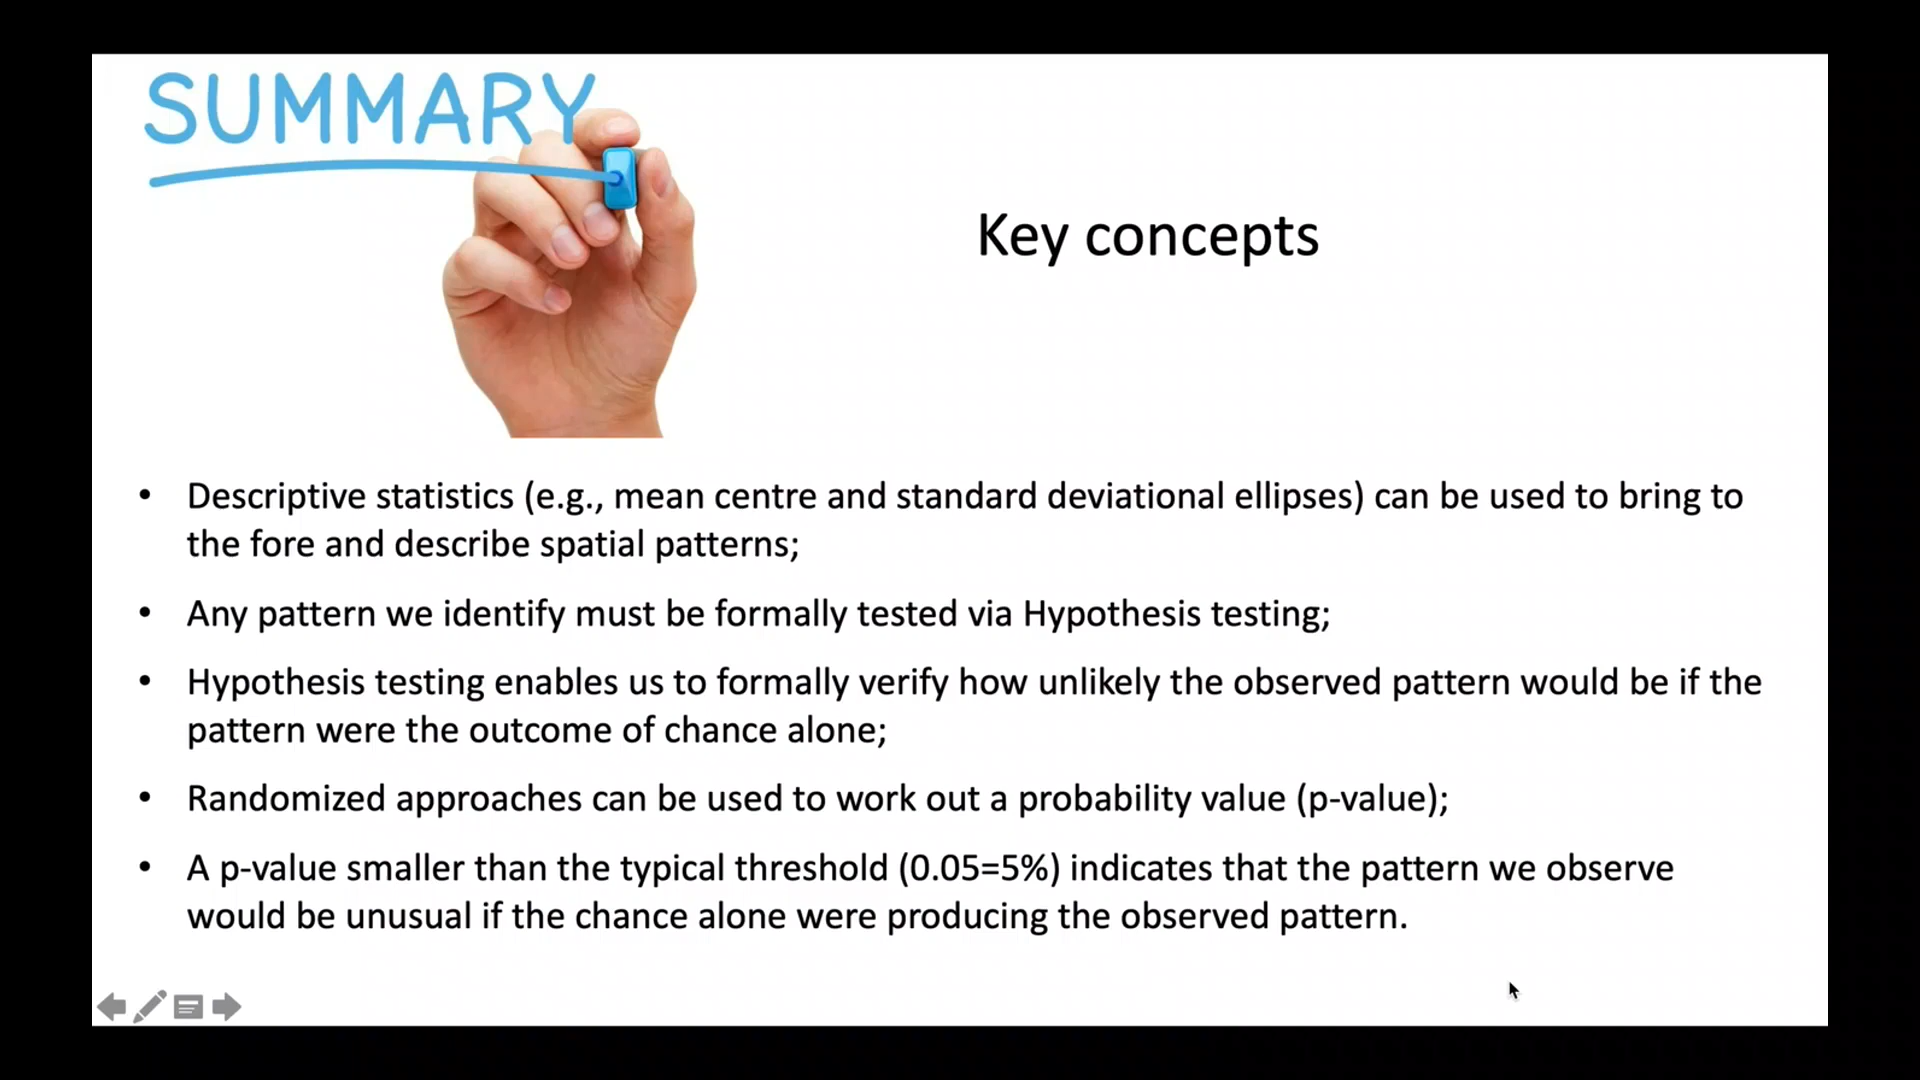 SUMMARY
Key concepts
• Descriptive statistics (e.g., mean centre and standard deviational ellipses) can be used to bring to
the fore and describe spatial patterns;
• Any pattern we identify must be formally tested via Hypothesis testing;
• Hypothesis testing enables us to formally verify how unlikely the observed pattern would be if the
pattern were the outcome of chance alone;
• Randomized approaches can be used to work out a probability value (p-value);
• A p-value smaller than the typical threshold (0.05=5%) indicates that the pattern we observe
would be unusual if the chance alone were producing the observed pattern.